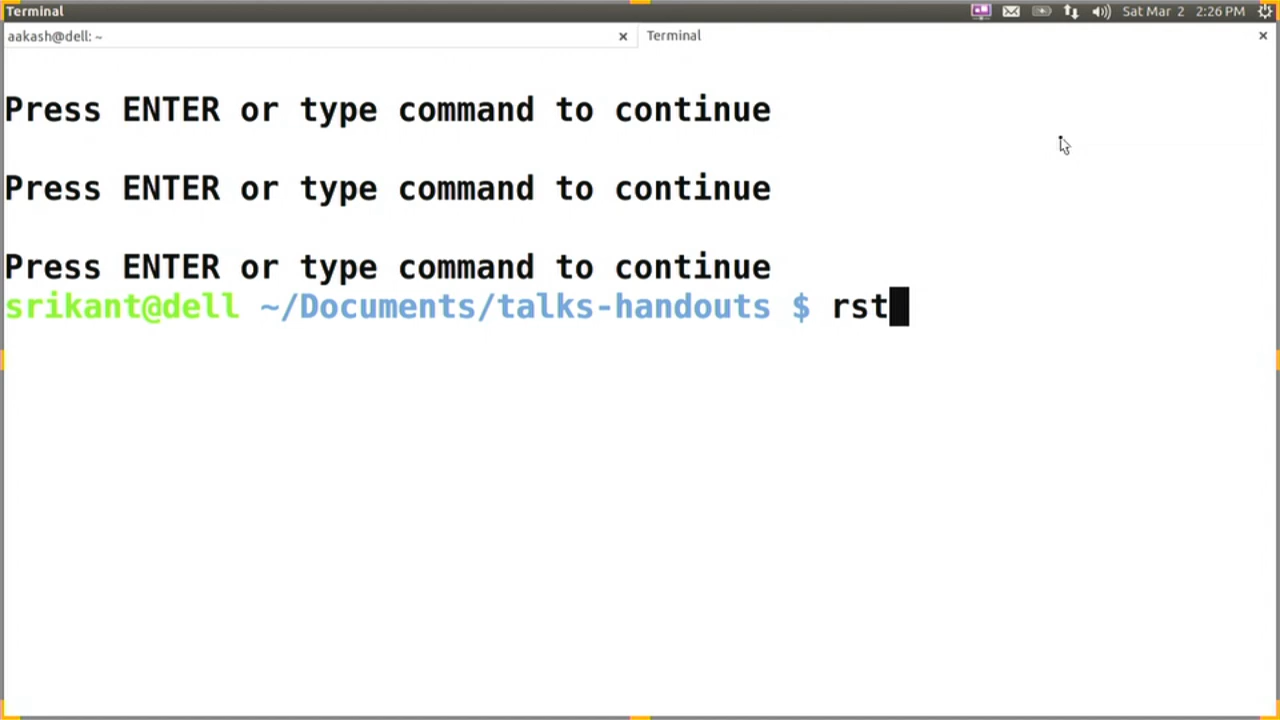 Terminal
Sat Mar 2 2:26 PM
aakash@dell: ~
Terminal
Press ENTER or type command to continue
Press ENTER or type command to continue
Press ENTER or type command to continue
srikant@dell ~/Documents/talks-handouts $ rst